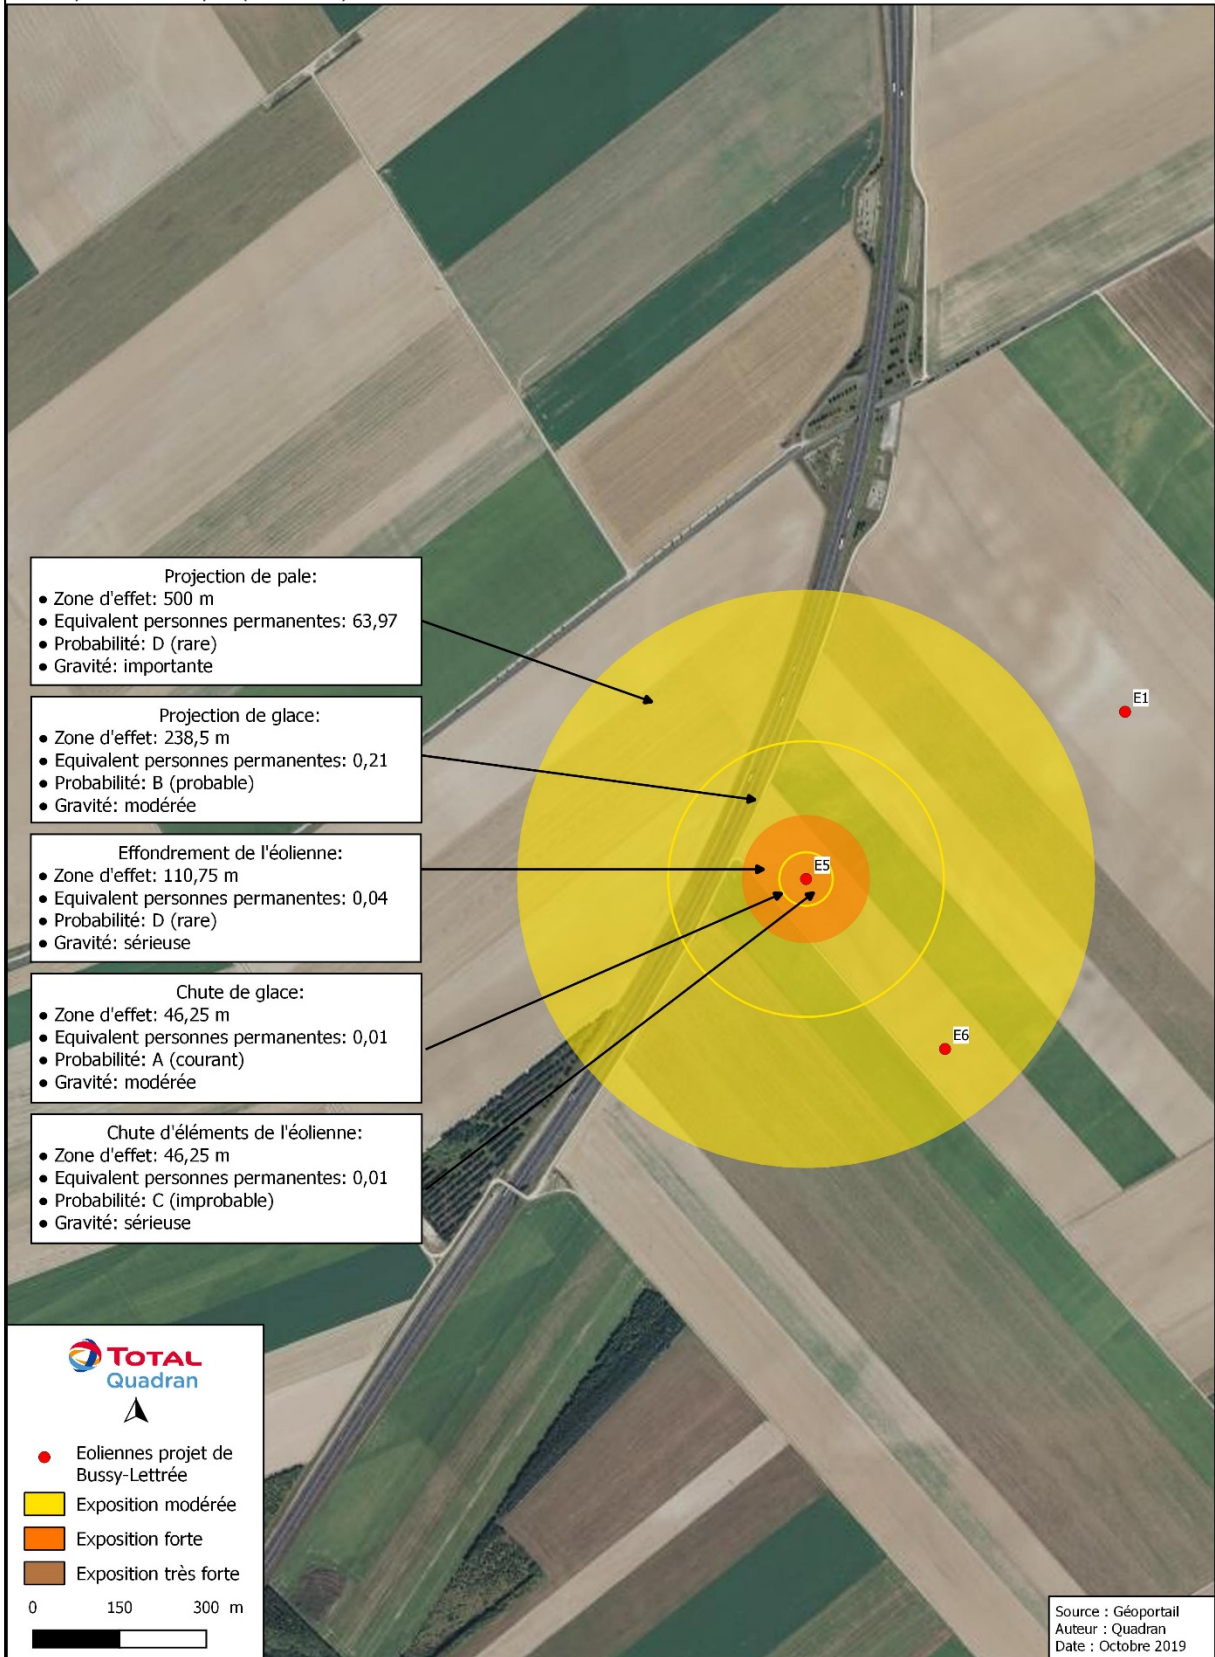 Projection de pale:
• Zone d'effet: 500 m
• Equivalent personnes permanentes: 63,97
• Probabilité: D (rare)
• Gravité: importante
Projection de glace:
• Zone d'effet: 238,5 m
• Equivalent personnes permanentes: 0,21
• Probabilité: B (probable)
• Gravité: modérée
Effondrement de l'éolienne:
• Zone d'effet: 110,75 m
• Equivalent personnes permanentes: 0,04
• Probabilité: D (rare)
• Gravité: sérieuse
Chute de glace:
• Zone d'effet: 46,25 m
• Equivalent personnes permanentes: 0,01
• Probabilité: A (courant)
• Gravité: modérée
Chute d'éléments de l'éolienne:
• Zone d'effet: 46,25 m
• Equivalent personnes permanentes: 0,01
• Probabilité: C (improbable)
• Gravité: sérieuse
E1
E5
E6
TOTAL
Quadran
Eoliennes projet de
Bussy-Lettrée
Exposition modérée
Exposition forte
Exposition très forte
0 150 300 m
Source : Géoportail
Auteur : Quadran
Date : Octobre 2019